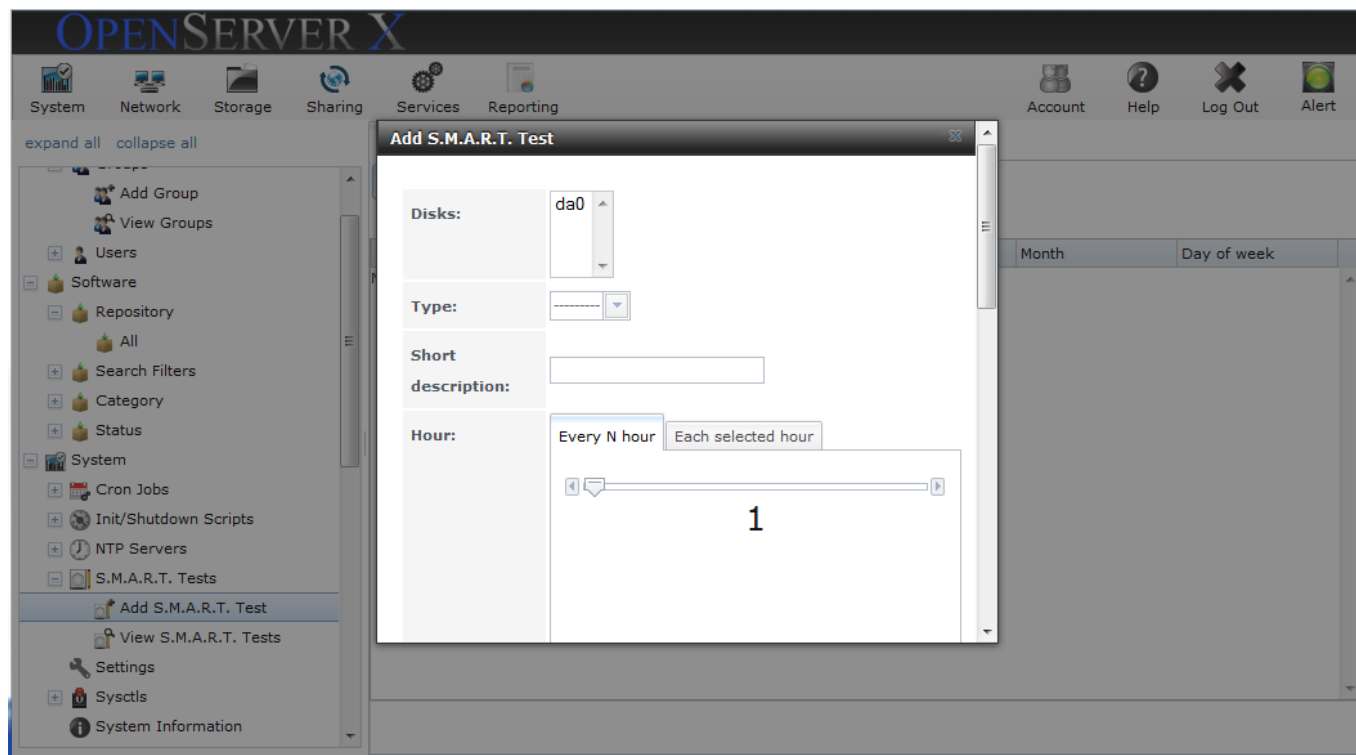 OPENSERVER X
System Network Storage Sharing Services Reporting Account Help Log Out Alert
expand all collapse all
Groups
Add Group
View Groups
Users
Software
Repository
All
Search Filters
Category
Status
System
Cron Jobs
Init/Shutdown Scripts
NTP Servers
S.M.A.R.T. Tests
Add S.M.A.R.T. Test
View S.M.A.R.T. Tests
Settings
Sysctls
System Information
Add S.M.A.R.T. Test
Disks:
da0
Type:
---------
Short
description:
Hour:
Every N hour Each selected hour
1
Month Day of week